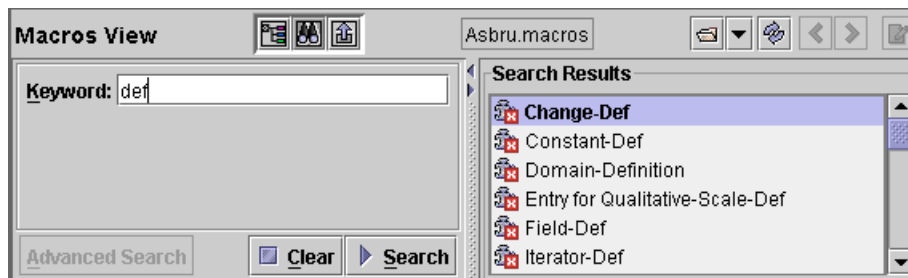 Macros View
Asbru.macros
Keyword: def
Advanced Search
Clear
Search
Search Results
Change-Def
Constant-Def
Domain-Definition
Entry for Qualitative-Scale-Def
Field-Def
Iterator-Def